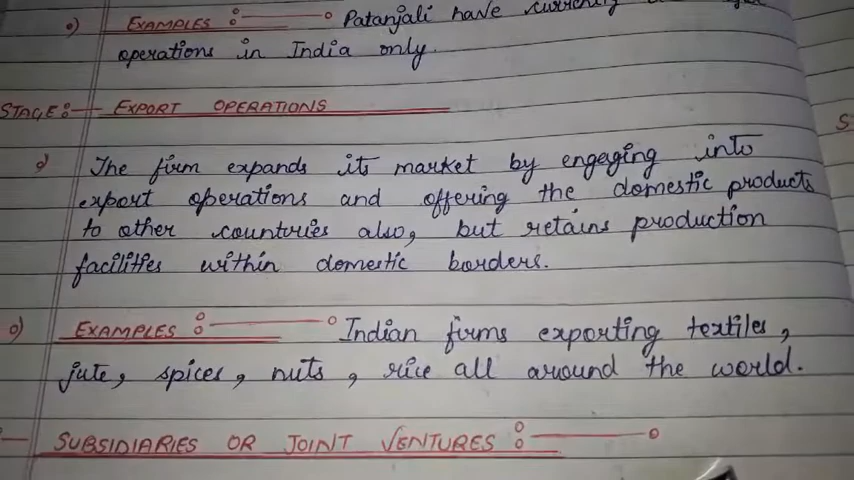 EXAMPLES :— Patanjali have currently
operations in India only.
STAGE:— EXPORT OPERATIONS
The firm expands its market by engaging into
export operations and offering the domestic products
to other countries also, but retains production
facilities within domestic borders.
EXAMPLES :— Indian firms exporting textiles,
jute, spices, nuts, rice all around the world.
SUBSIDIARIES OR JOINT VENTURES :—